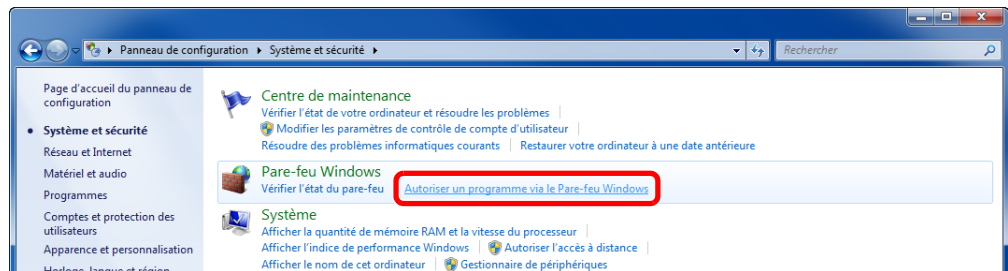 Panneau de configuration ▸ Système et sécurité ▸
Rechercher
Page d'accueil du panneau de
configuration
Système et sécurité
Réseau et Internet
Matériel et audio
Programmes
Comptes et protection des
utilisateurs
Apparence et personnalisation
Horloge, langue et région
Centre de maintenance
Vérifier l'état de votre ordinateur et résoudre les problèmes
Modifier les paramètres de contrôle de compte d'utilisateur
Résoudre des problèmes informatiques courants Restaurer votre ordinateur à une date antérieure
Pare-feu Windows
Vérifier l'état du pare-feu Autoriser un programme via le Pare-feu Windows
Système
Afficher la quantité de mémoire RAM et la vitesse du processeur
Afficher l'indice de performance Windows Autoriser l'accès à distance
Afficher le nom de cet ordinateur Gestionnaire de périphériques